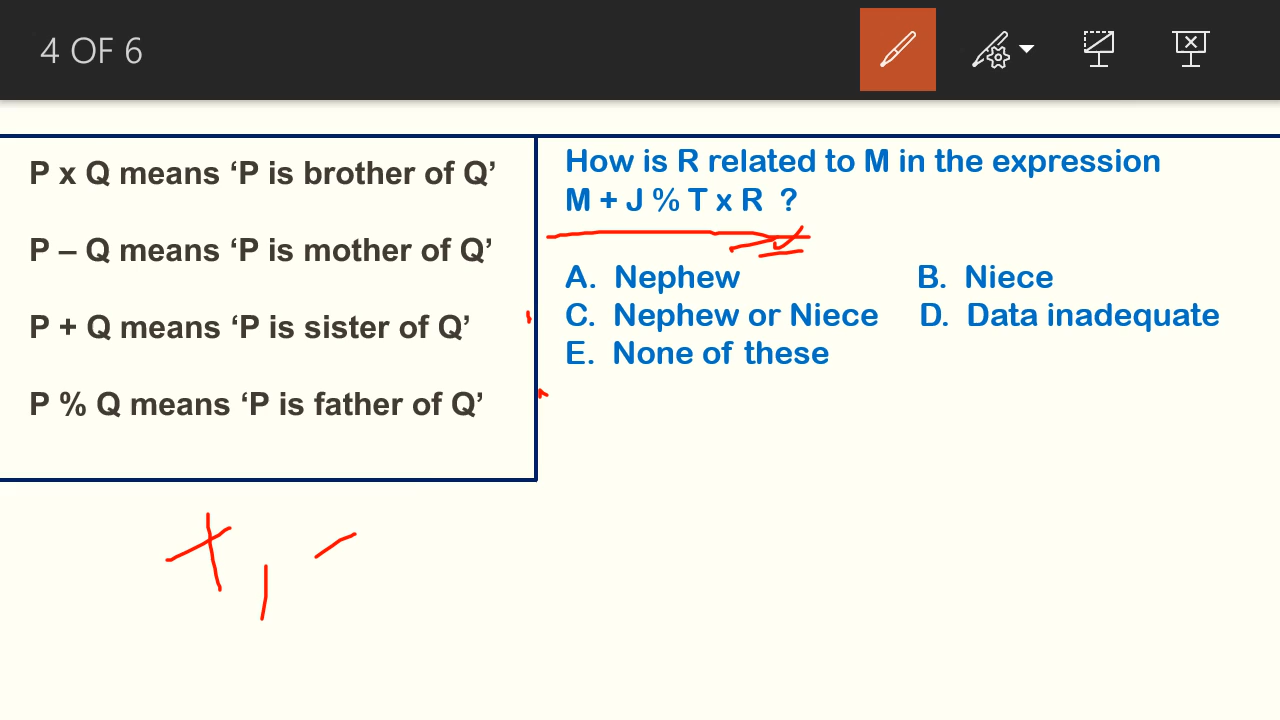 4 OF 6
P x Q means ‘P is brother of Q’
P – Q means ‘P is mother of Q’
P + Q means ‘P is sister of Q’
P % Q means ‘P is father of Q’
How is R related to M in the expression
M + J % T x R ?
A. Nephew B. Niece
C. Nephew or Niece D. Data inadequate
E. None of these
+, -